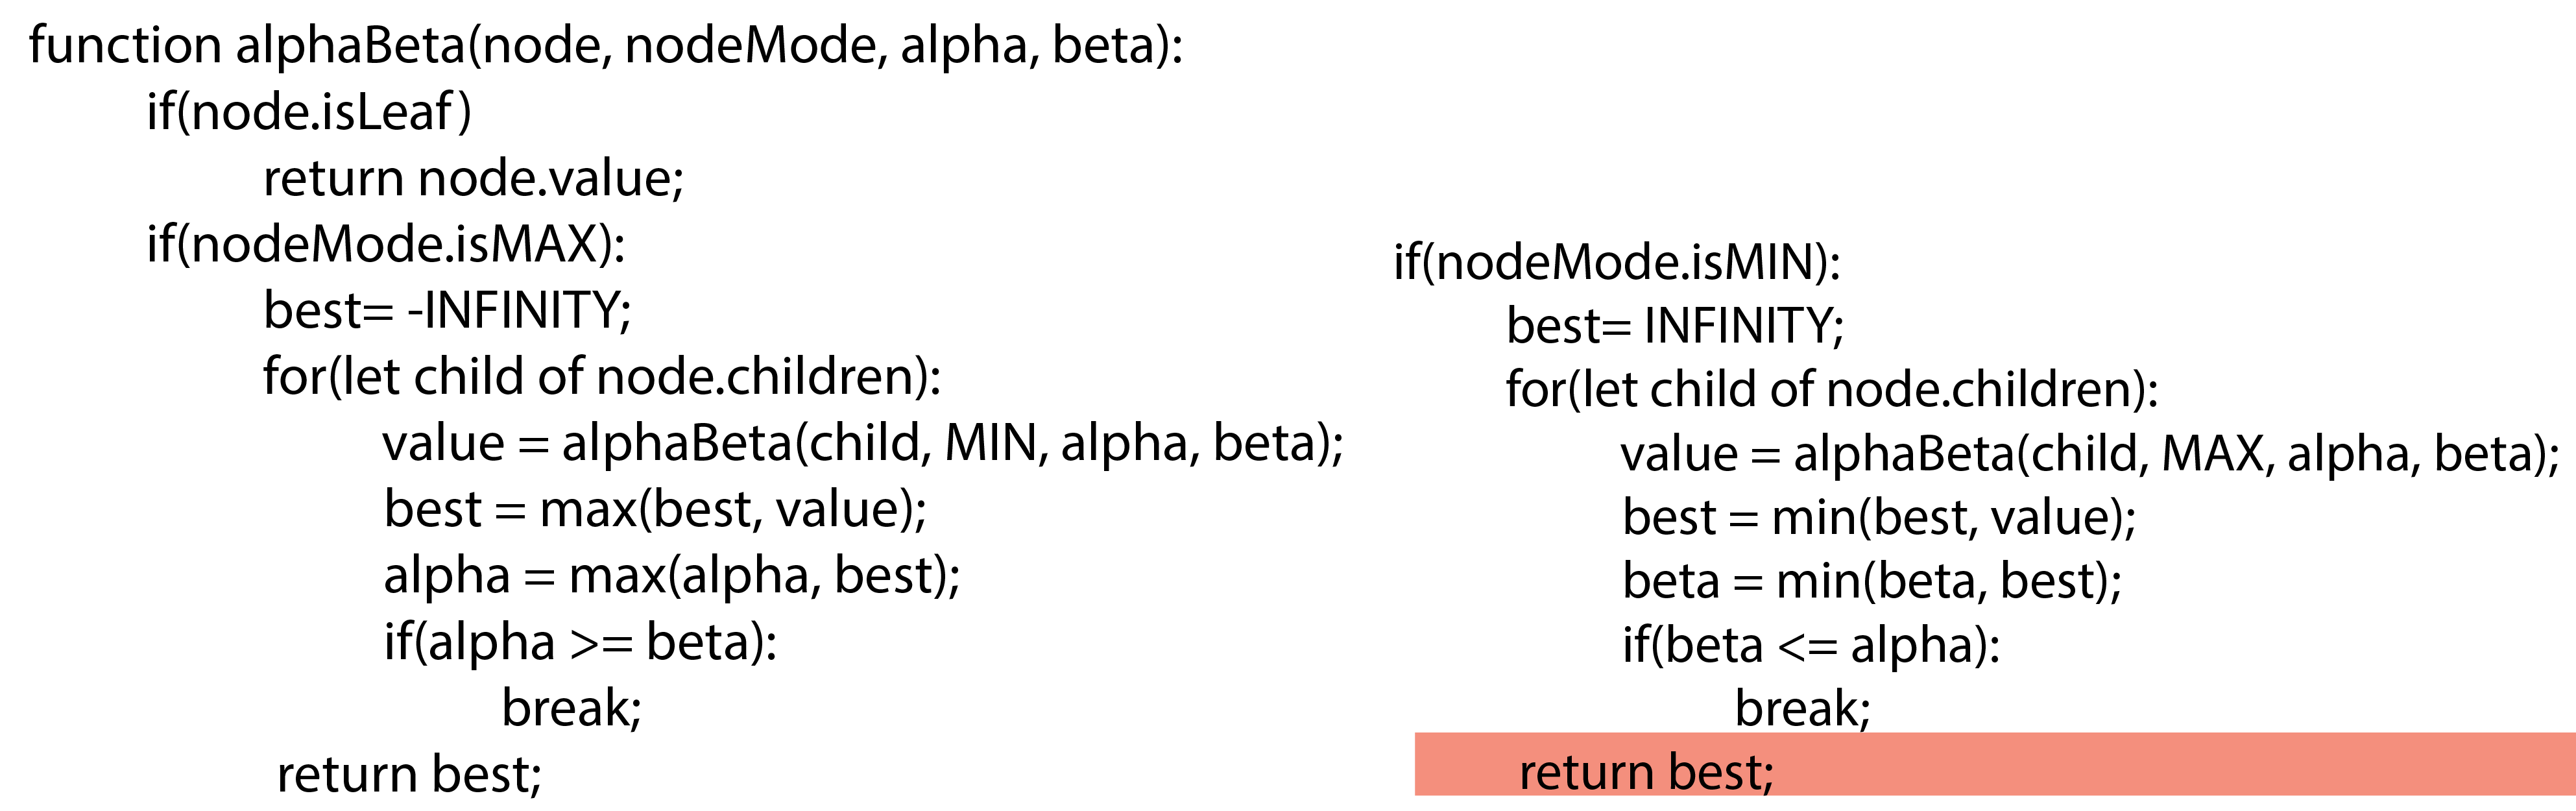 function alphaBeta(node, nodeMode, alpha, beta):
if(node.isLeaf)
return node.value;
if(nodeMode.isMAX):
best= -INFINITY;
for(let child of node.children):
value = alphaBeta(child, MIN, alpha, beta);
best = max(best, value);
alpha = max(alpha, best);
if(alpha >= beta):
break;
return best;
if(nodeMode.isMIN):
best= INFINITY;
for(let child of node.children):
value = alphaBeta(child, MAX, alpha, beta);
best = min(best, value);
beta = min(beta, best);
if(beta <= alpha):
break;
return best;